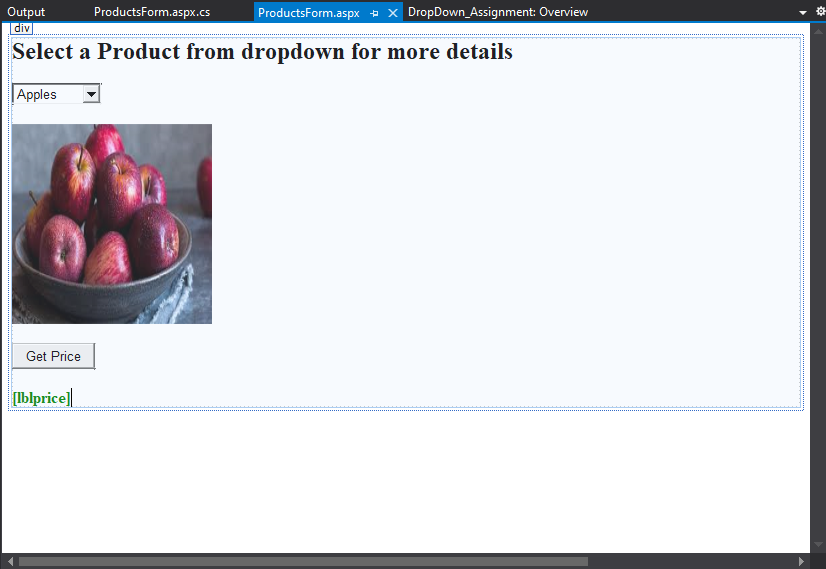 Output ProductsForm.aspx.cs ProductsForm.aspx DropDown_Assignment: Overview
div
Select a Product from dropdown for more details
Apples
Get Price
[lblprice]